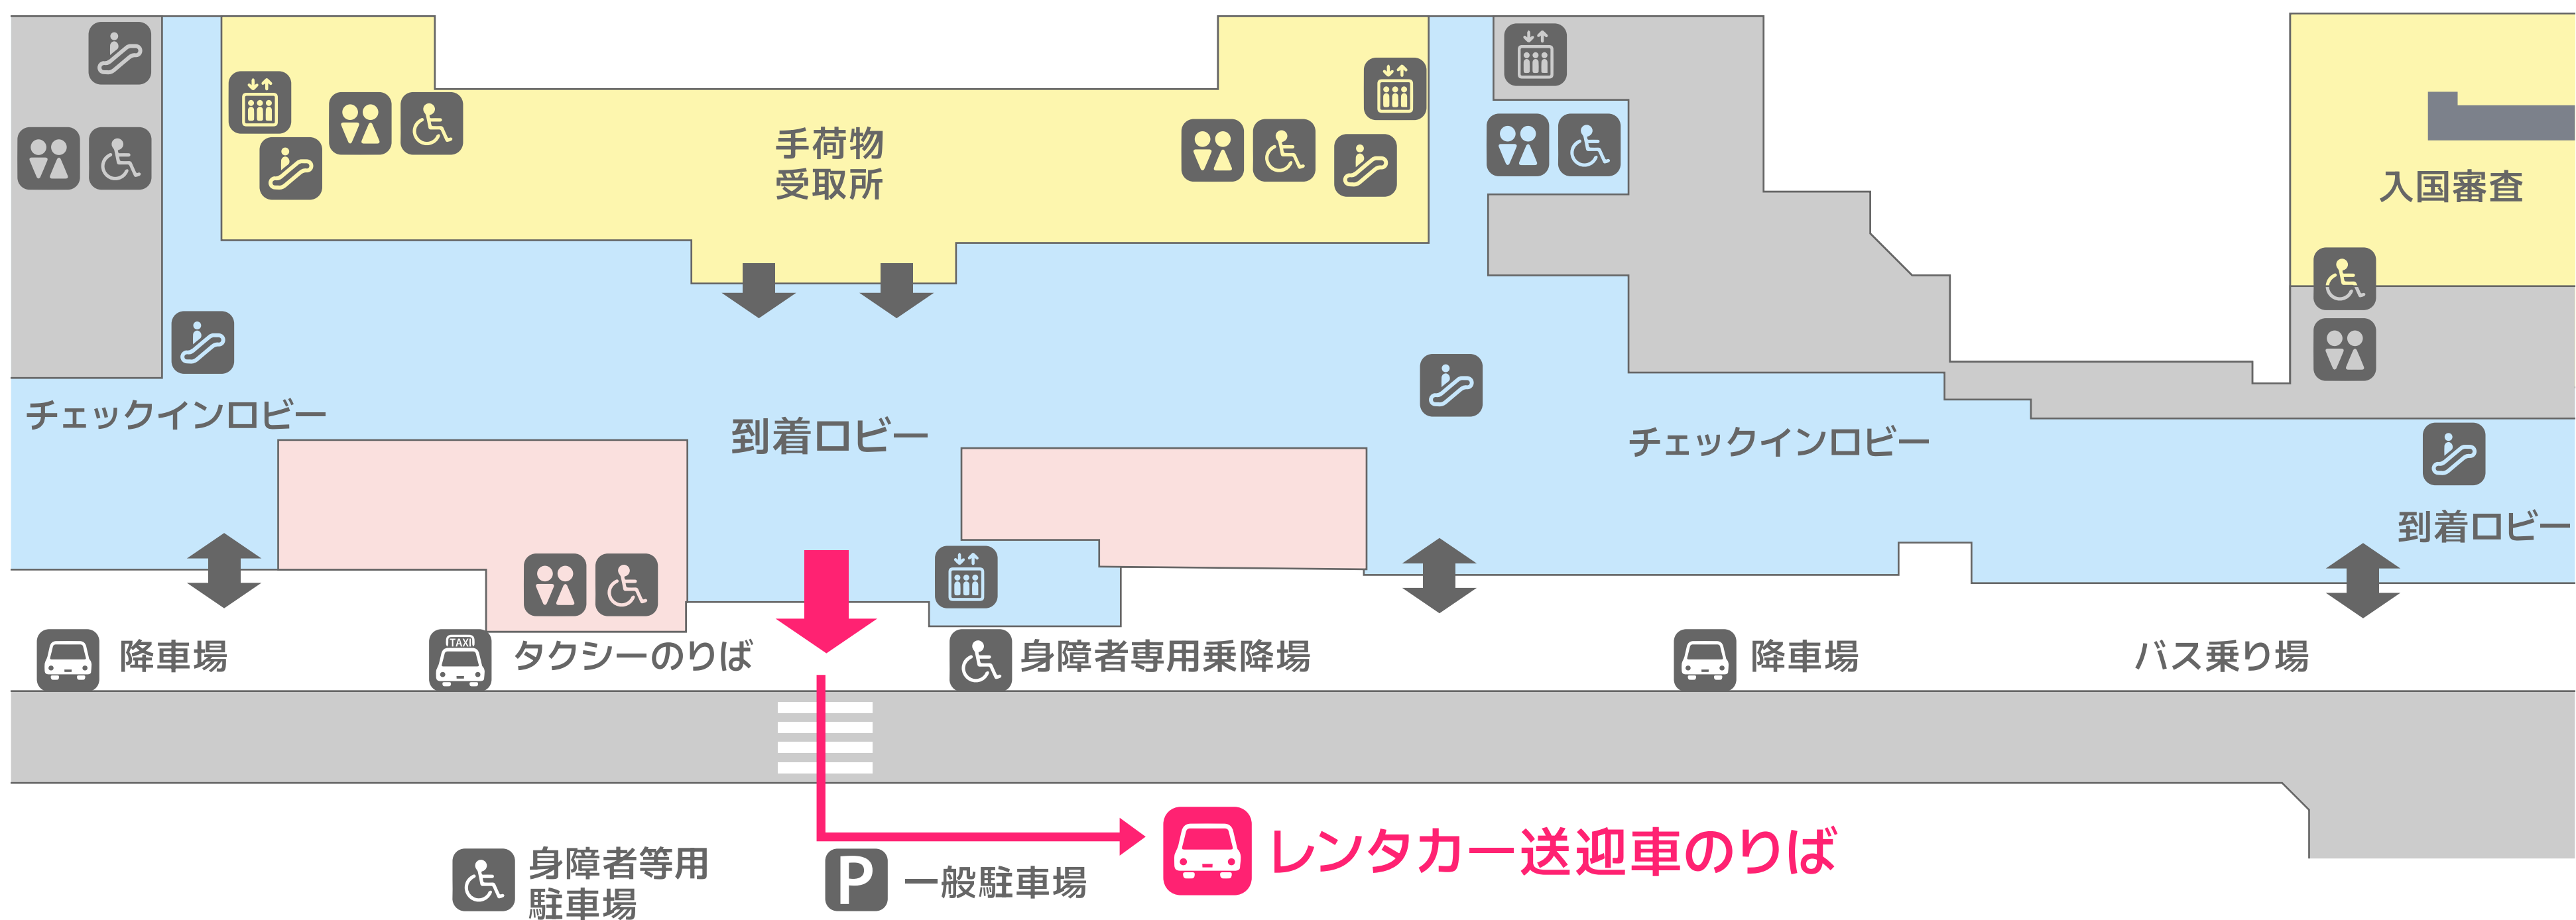 手荷物
受取所
入国審査
チェックインロビー
到着ロビー
チェックインロビー
到着ロビー
降車場
TAXI
タクシーのりば
身障者専用乗降場
降車場
バス乗り場
レンタカー送迎車のりば
身障者等用
駐車場
P
一般駐車場